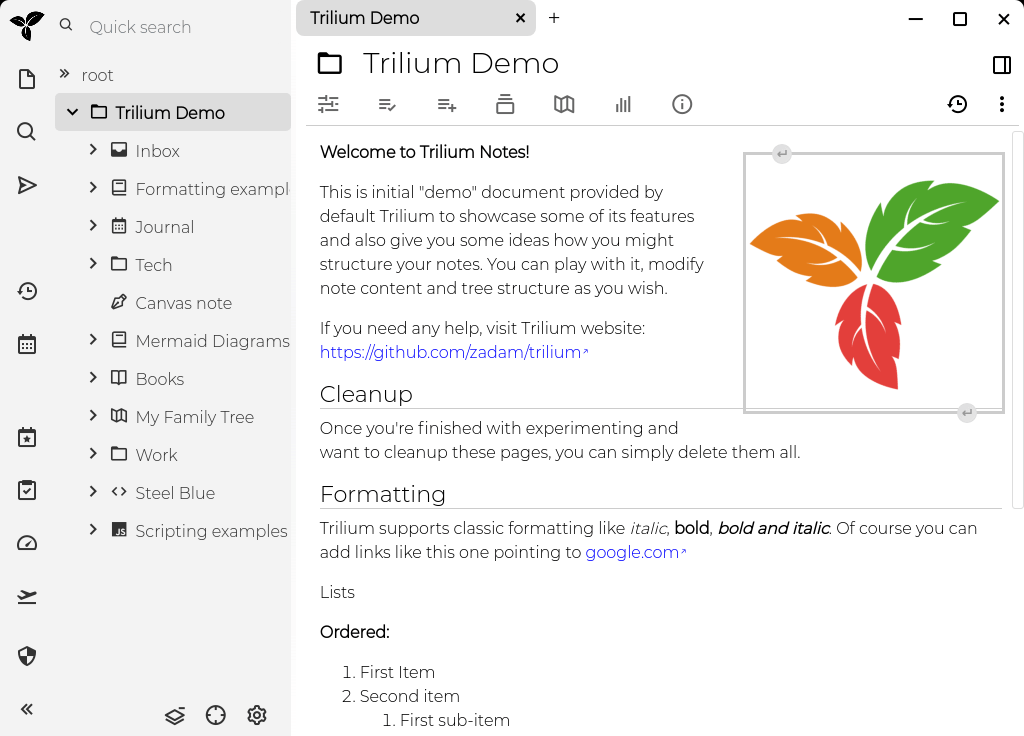 Quick search
root
Trilium Demo
Inbox
Formatting exampl
Journal
Tech
Canvas note
Mermaid Diagrams
Books
My Family Tree
Work
Steel Blue
JS
Scripting examples
Trilium Demo
Trilium Demo
Welcome to Trilium Notes!
This is initial "demo" document provided by
default Trilium to showcase some of its features
and also give you some ideas how you might
structure your notes. You can play with it, modify
note content and tree structure as you wish.
If you need any help, visit Trilium website:
https://github.com/zadam/trilium
Cleanup
Once you're finished with experimenting and
want to cleanup these pages, you can simply delete them all.
Formatting
Trilium supports classic formatting like italic, bold, bold and italic. Of course you can
add links like this one pointing to google.com
Lists
Ordered:
1. First Item
2. Second item
1. First sub-item